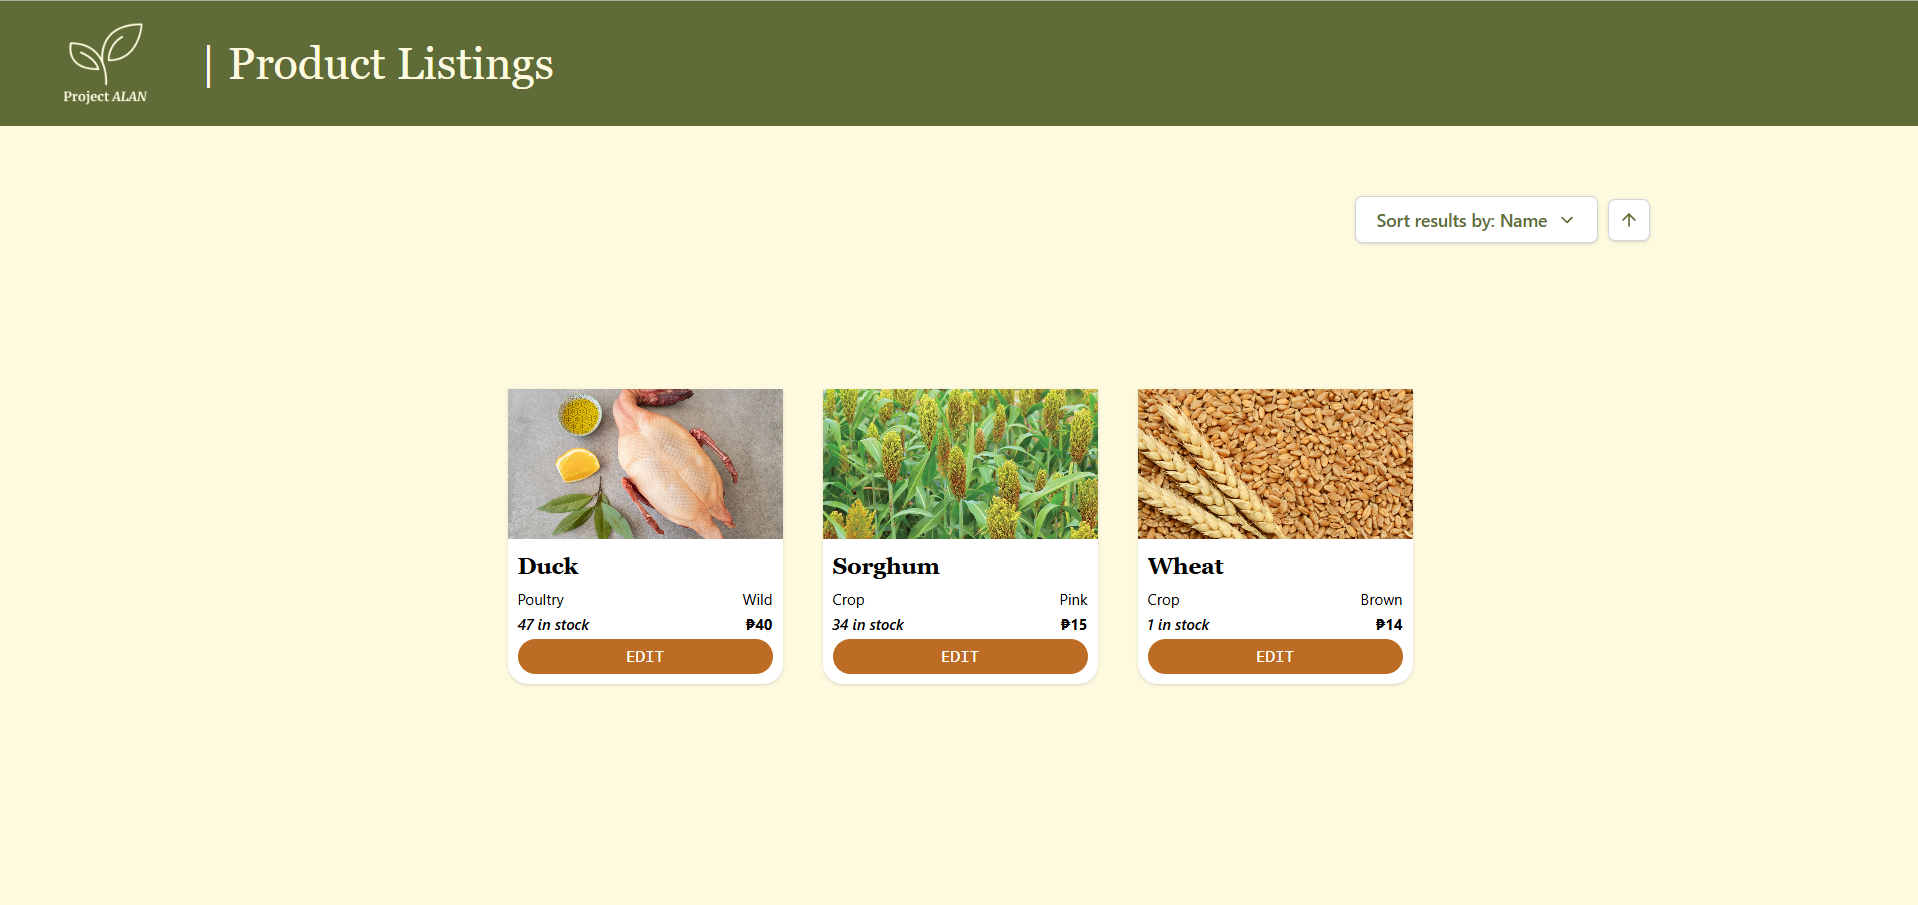 Project ALAN
| Product Listings
Sort results by: Name
Duck
Poultry Wild
47 in stock ₱40
EDIT
Sorghum
Crop Pink
34 in stock ₱15
EDIT
Wheat
Crop Brown
1 in stock ₱14
EDIT